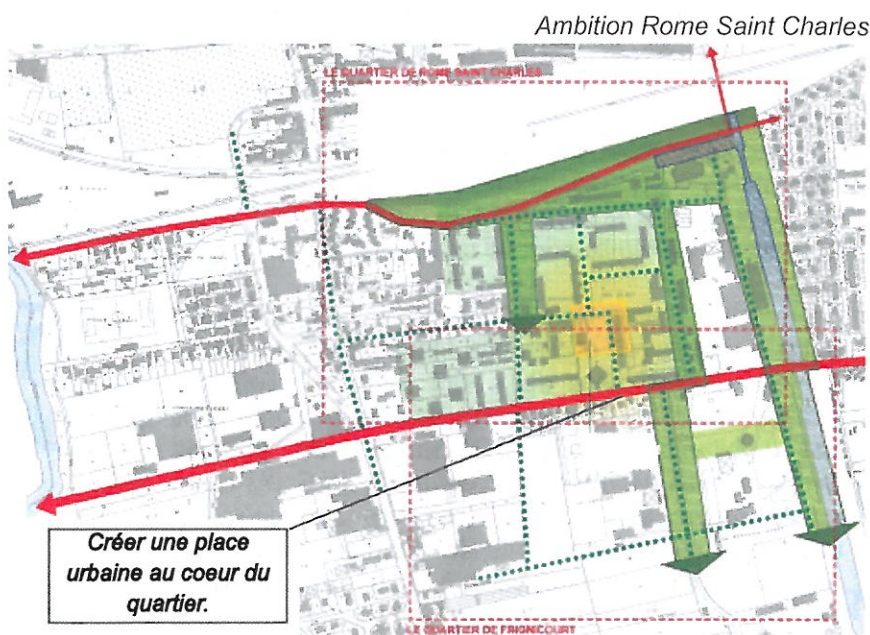 Ambition Rome Saint Charles
LE QUARTIER DE ROME SAINT CHARLES
Créer une place
urbaine au coeur du
quartier.
LE QUARTIER DE FRIGNICOURT